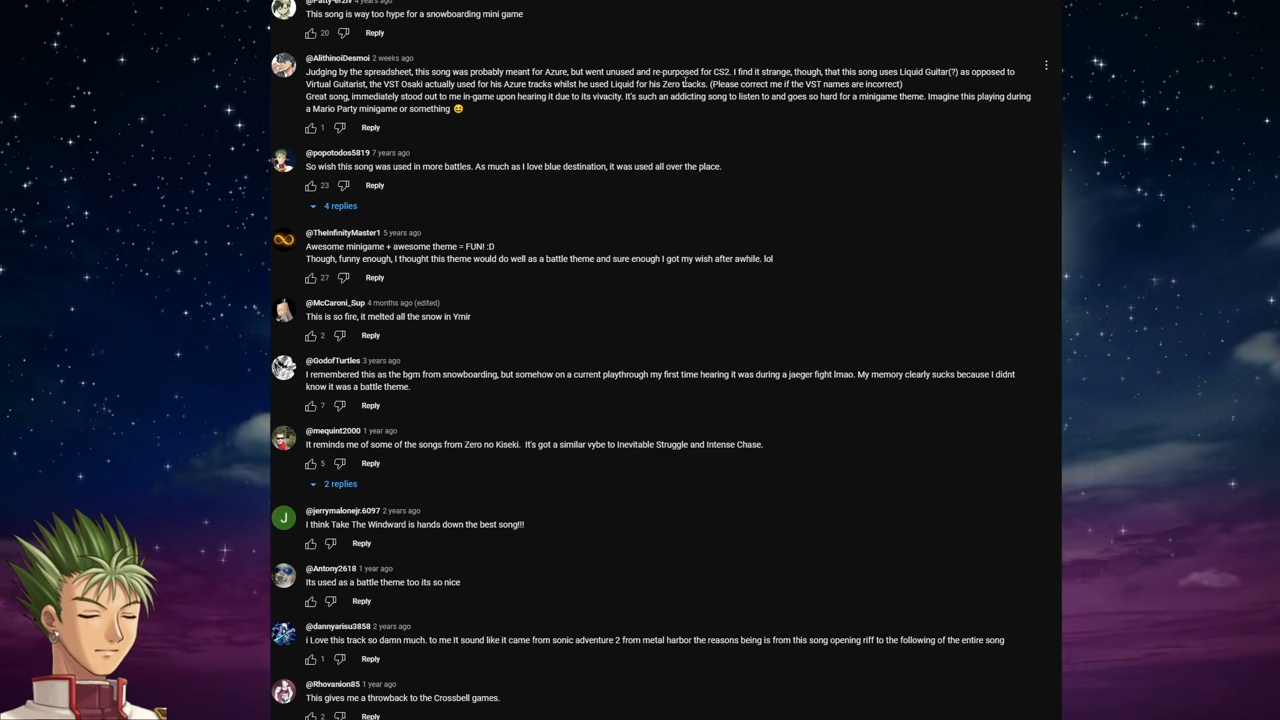 @Patty-er2iv 4 years ago
This song is way too hype for a snowboarding mini game
20 Reply
@AlithinoiDesmoi 2 weeks ago
Judging by the spreadsheet, this song was probably meant for Azure, but went unused and re-purposed for CS2. I find it strange, though, that this song uses Liquid Guitar(?) as opposed to
Virtual Guitarist, the VST Osaki actually used for his Azure tracks whilst he used Liquid for his Zero tracks. (Please correct me if the VST names are incorrect)
Great song, immediately stood out to me in-game upon hearing it due to its vivacity. It's such an addicting song to listen to and goes so hard for a minigame theme. Imagine this playing during
a Mario Party minigame or something 😆
1 Reply
@popotodos5819 7 years ago
So wish this song was used in more battles. As much as I love blue destination, it was used all over the place.
23 Reply
4 replies
@TheInfinityMaster1 5 years ago
Awesome minigame + awesome theme = FUN! :D
Though, funny enough, I thought this theme would do well as a battle theme and sure enough I got my wish after awhile. lol
27 Reply
@McCaroni_Sup 4 months ago (edited)
This is so fire, it melted all the snow in Ymir
2 Reply
@GodofTurtles 3 years ago
I remembered this as the bgm from snowboarding, but somehow on a current playthrough my first time hearing it was during a jaeger fight lmao. My memory clearly sucks because I didnt
know it was a battle theme.
7 Reply
@mequint2000 1 year ago
It reminds me of some of the songs from Zero no Kiseki. It's got a similar vybe to Inevitable Struggle and Intense Chase.
5 Reply
2 replies
J
@jerrymalonejr.6097 2 years ago
I think Take The Windward is hands down the best song!!!
Reply
@Antony2618 1 year ago
Its used as a battle theme too its so nice
Reply
@dannyarisu3858 2 years ago
i Love this track so damn much. to me It sound like it came from sonic adventure 2 from metal harbor the reasons being is from this song opening riff to the following of the entire song
1 Reply
@Rhovanion85 1 year ago
This gives me a throwback to the Crossbell games.
2 Reply